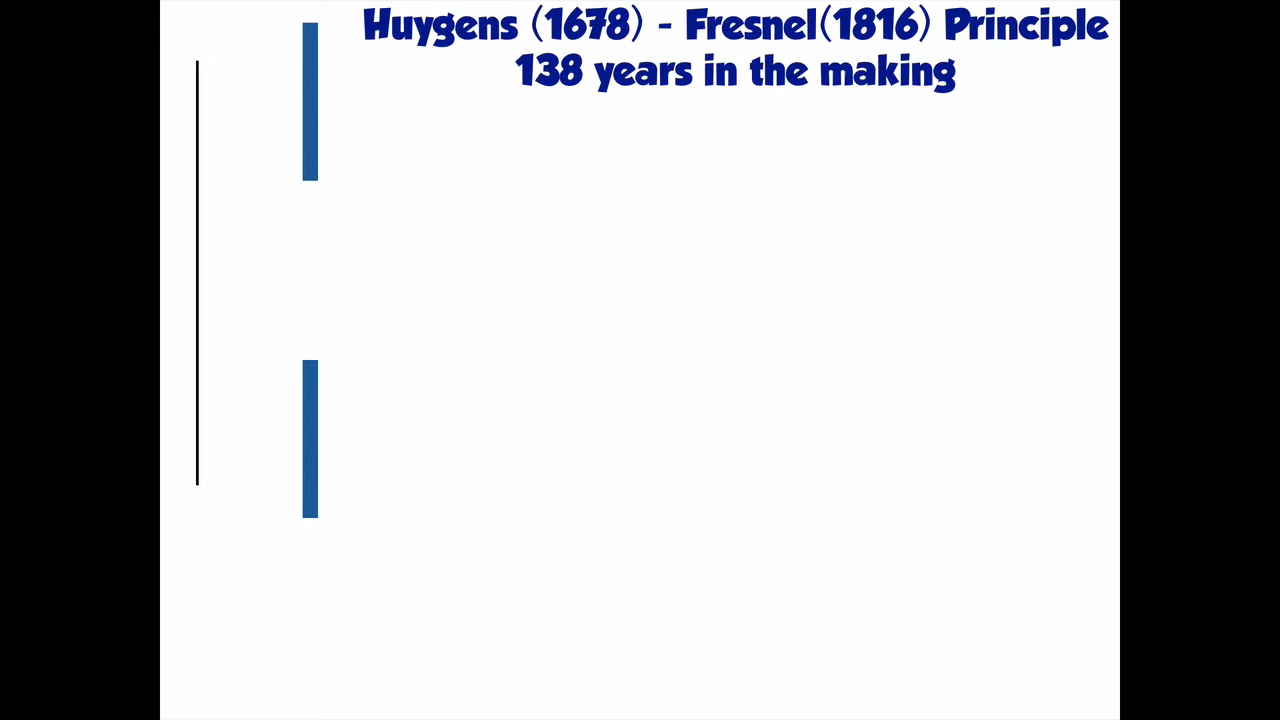 Huygens (1678) - Fresnel(1816) Principle
138 years in the making